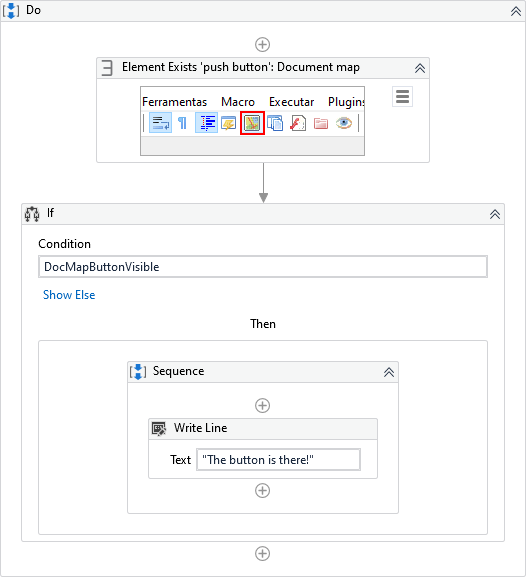 Do
Element Exists 'push button': Document map
Ferramentas Macro Executar Plugins
If
Condition
DocMapButtonVisible
Show Else
Then
Sequence
Write Line
Text "The button is there!"